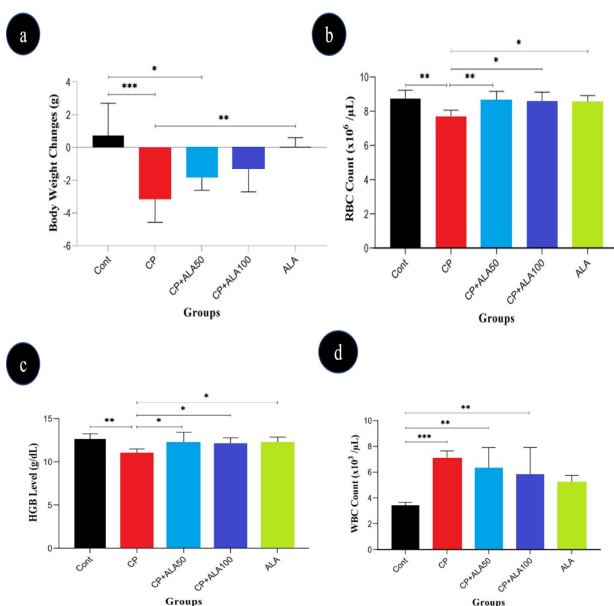 a
*
***
**
Body Weight Changes (g)
4
2
0
-2
-4
-6
Cont
CP
CP+ALA50
CP+ALA100
ALA
Groups
b
*
*
**
**
RBC Count (x10⁶ /µL)
10
8
6
4
2
0
Cont
CP
CP+ALA50
CP+ALA100
ALA
Groups
c
*
*
**
*
HGB Level (g/dL)
15
10
5
0
Cont
CP
CP+ALA50
CP+ALA100
ALA
Groups
d
**
**
***
WBC Count (x10³ /µL)
10
8
6
4
2
0
Cont
CP
CP+ALA50
CP+ALA100
ALA
Groups